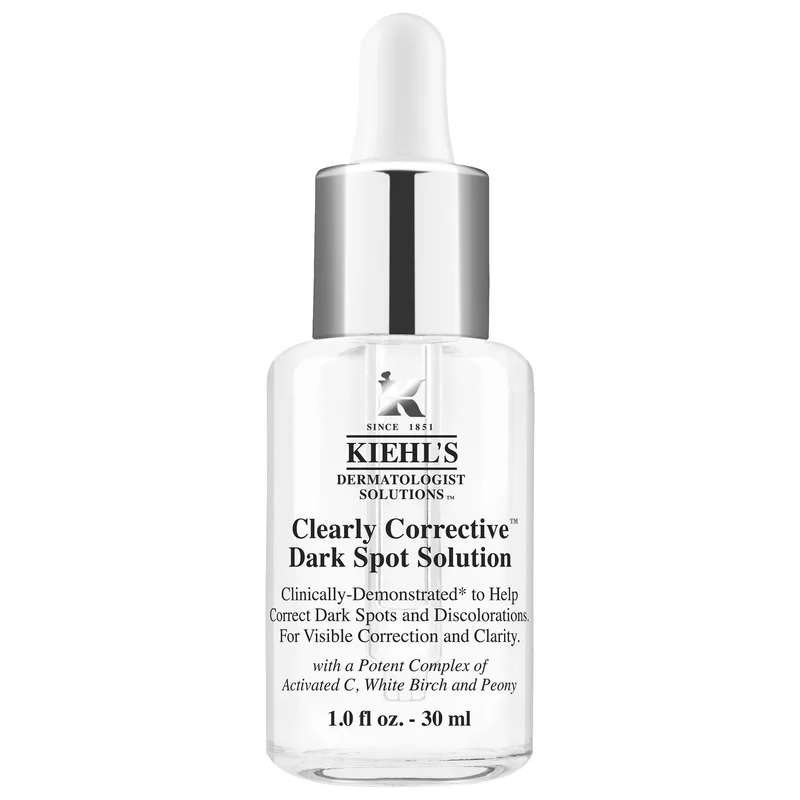 SINCE 1851
KIEHL'S
DERMATOLOGIST
SOLUTIONS™
Clearly Corrective™
Dark Spot Solution
Clinically-Demonstrated* to Help
Correct Dark Spots and Discolorations.
For Visible Correction and Clarity.
with a Potent Complex of
Activated C, White Birch and Peony
1.0 fl oz. - 30 ml